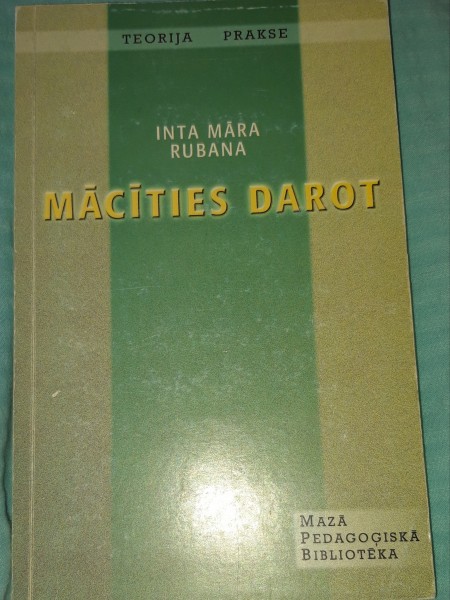 TEORIJA PRAKSE
INTA MĀRA
RUBANA
MĀCĪTIES DAROT
MAZĀ
PEDAGOĢISKĀ
BIBLIOTĒKA